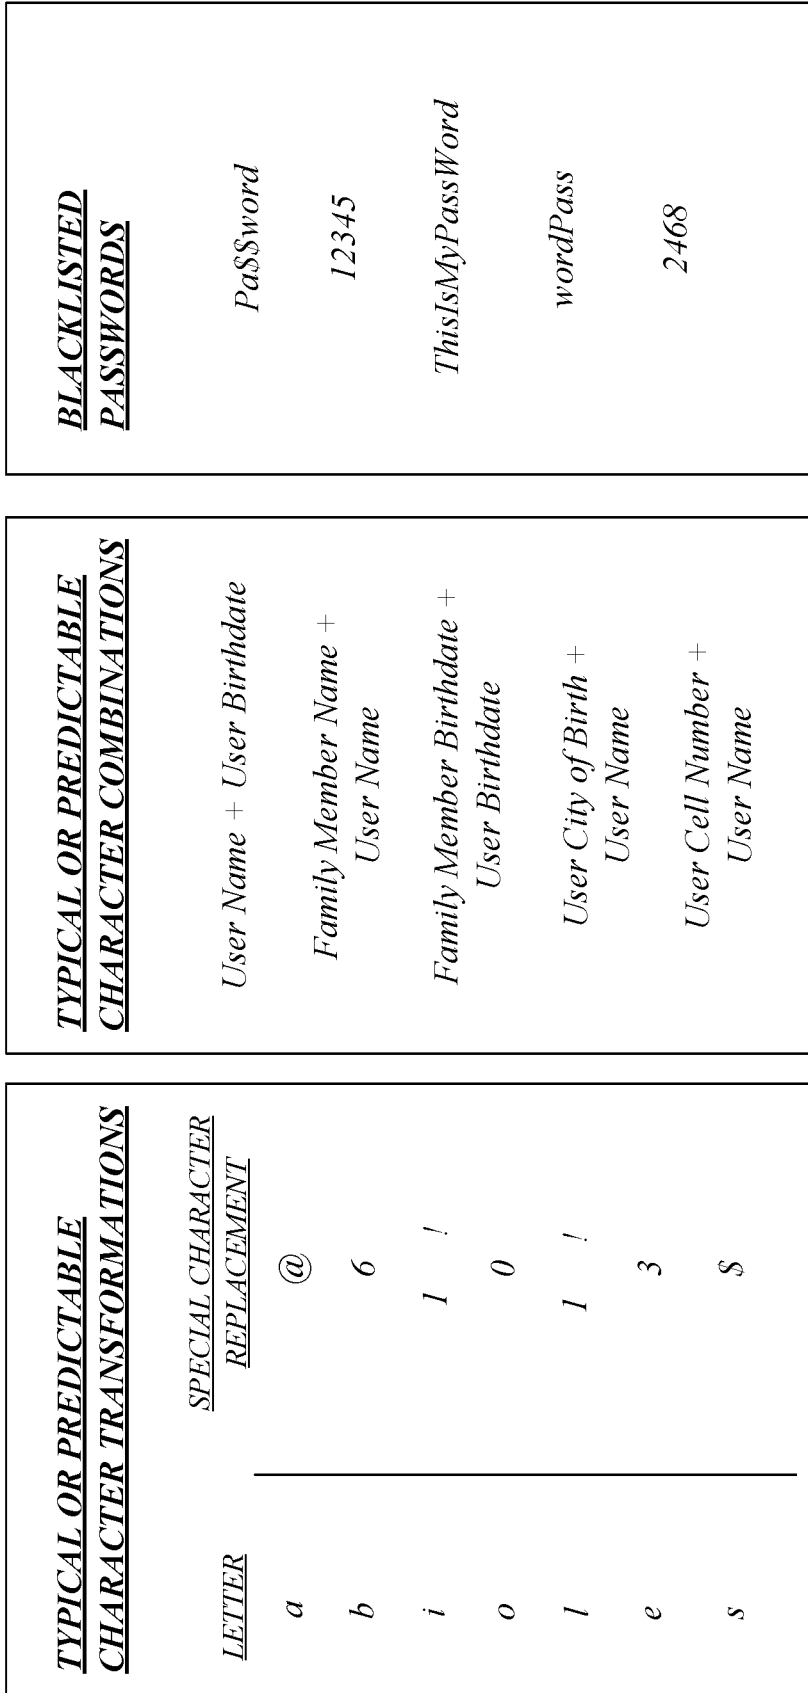 TYPICAL OR PREDICTABLE
CHARACTER TRANSFORMATIONS
LETTER
SPECIAL CHARACTER
REPLACEMENT
a @
b 6
i 1 !
o 0
l 1 !
e 3
s $
TYPICAL OR PREDICTABLE
CHARACTER COMBINATIONS
User Name + User Birthdate
Family Member Name +
User Name
Family Member Birthdate +
User Birthdate
User City of Birth +
User Name
User Cell Number +
User Name
BLACKLISTED
PASSWORDS
Pa$$word
12345
ThisIsMyPassWord
wordPass
2468